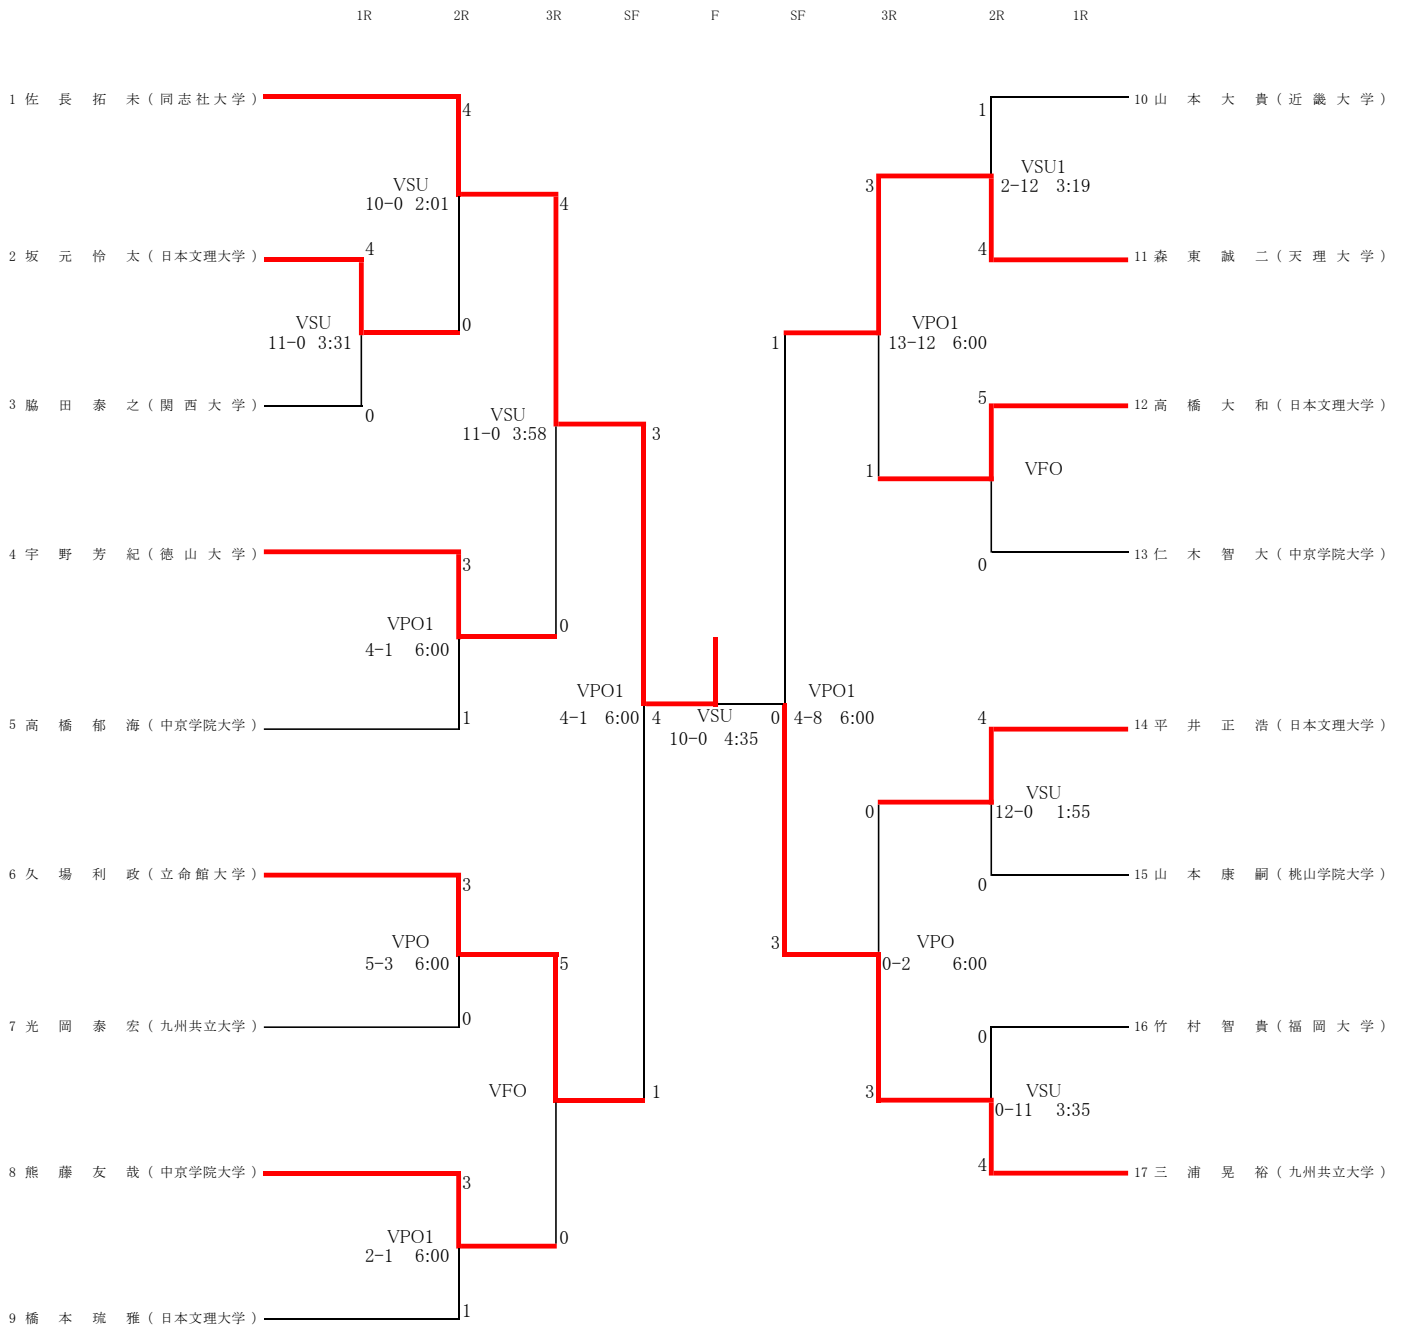 1R 2R 3R SF F SF 3R 2R 1R
1 佐長拓未(同志社大学)
4
VSU
10-0 2:01
2 坂元怜太(日本文理大学)
4
4
VSU
11-0 3:31
0
3 脇田泰之(関西大学)
0
VSU
11-0 3:58
3
4 宇野芳紀(徳山大学)
3
VPO1
4-1 6:00
0
5 高橋郁海(中京学院大学)
1
VPO1
4-1 6:00
4
VSU
10-0 4:35
0
6 久場利政(立命館大学)
3
VPO
5-3 6:00
5
7 光岡泰宏(九州共立大学)
0
VFO
1
8 熊藤友哉(中京学院大学)
3
VPO1
2-1 6:00
0
9 橋本琉雅(日本文理大学)
1
10 山本大貴(近畿大学)
1
VSU1
2-12 3:19
3
11 森東誠二(天理大学)
4
VPO1
13-12 6:00
1
12 高橋大和(日本文理大学)
5
VFO
1
13 仁木智大(中京学院大学)
0
VPO1
4-8 6:00
14 平井正浩(日本文理大学)
4
VSU
12-0 1:55
0
15 山本康嗣(桃山学院大学)
0
VPO
0-2 6:00
3
16 竹村智貴(福岡大学)
0
VSU
0-11 3:35
3
17 三浦晃裕(九州共立大学)
4